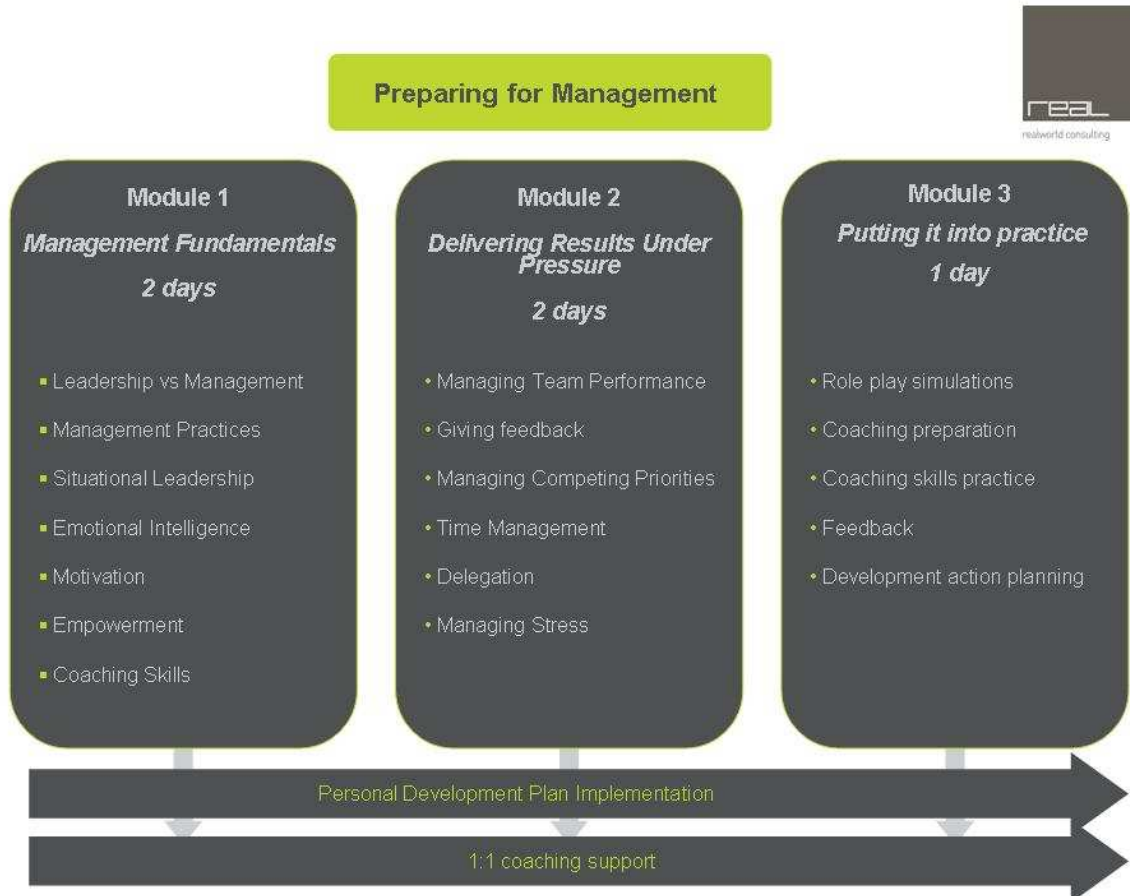 Preparing for Management
real
realworld consulting
Module 1
Management Fundamentals
2 days
▪ Leadership vs Management
▪ Management Practices
▪ Situational Leadership
▪ Emotional Intelligence
▪ Motivation
▪ Empowerment
▪ Coaching Skills
Module 2
Delivering Results Under
Pressure
2 days
• Managing Team Performance
• Giving feedback
• Managing Competing Priorities
• Time Management
• Delegation
• Managing Stress
Module 3
Putting it into practice
1 day
• Role play simulations
• Coaching preparation
• Coaching skills practice
• Feedback
• Development action planning
Personal Development Plan Implementation
1:1 coaching support